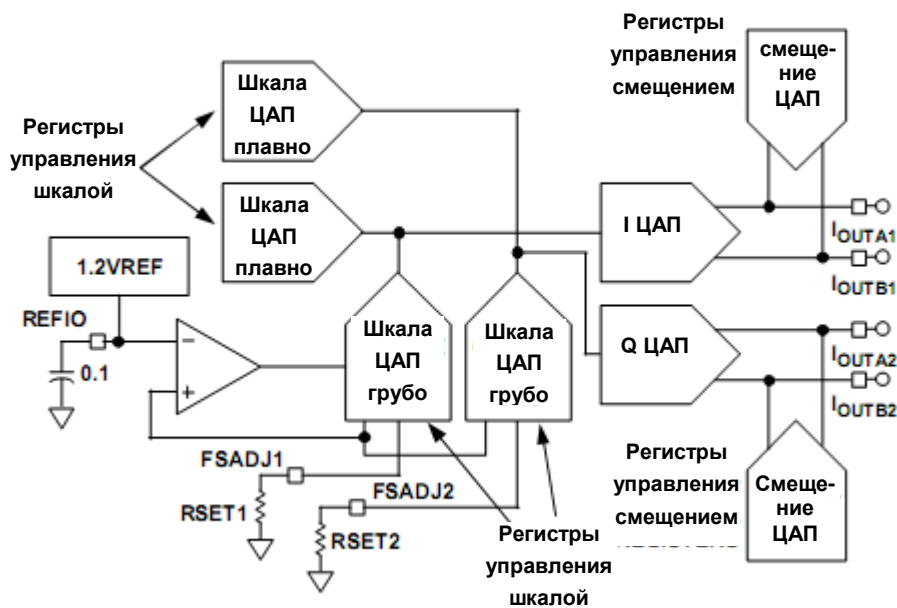 Регистры
управления
смещением
смеще-
ние
ЦАП
Шкала
ЦАП
плавно
Регистры
управления
шкалой
Шкала
ЦАП
плавно
I ЦАП
IOUTA1
IOUTB1
1.2VREF
REFIO
0.1
−
+
Шкала
ЦАП
грубо
Шкала
ЦАП
грубо
Q ЦАП
IOUTA2
IOUTB2
FSADJ1
RSET1
FSADJ2
RSET2
Регистры
управления
шкалой
Регистры
управления
смещением
Смеще-
ние
ЦАП